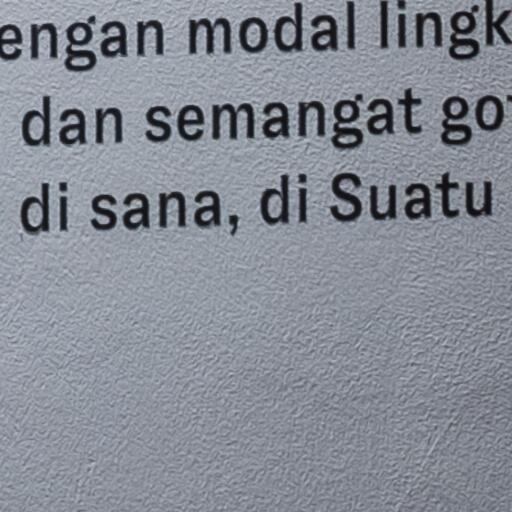 engan modal lingk
dan semangat go
di sana, di Suatu